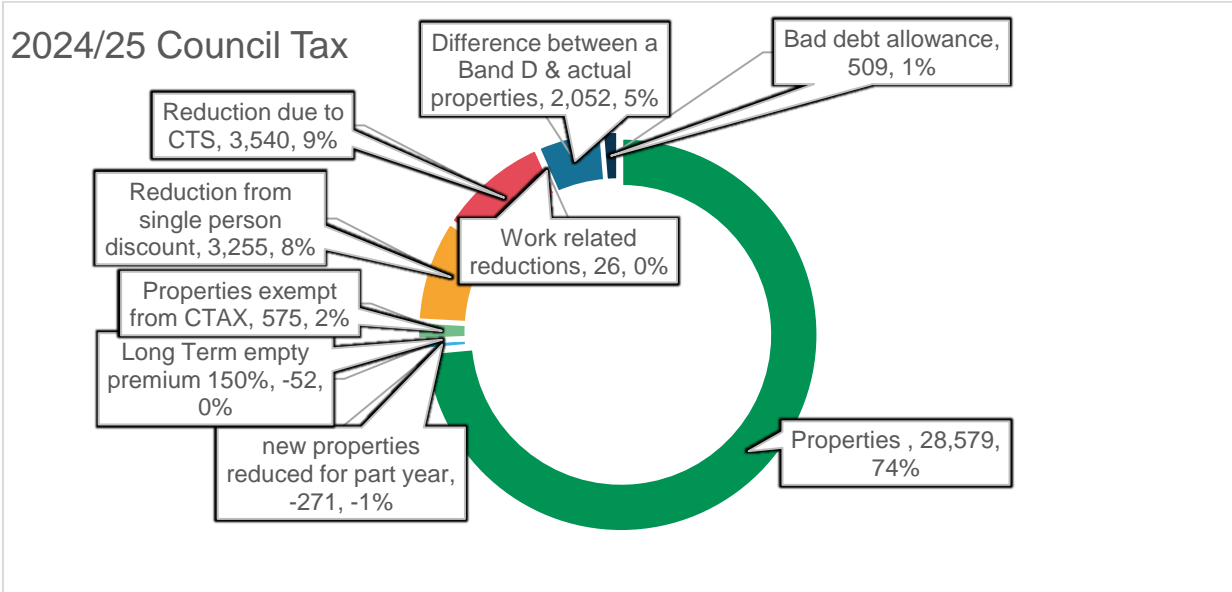 2024/25 Council Tax
Difference between a
Band D & actual
properties, 2,052, 5%
Bad debt allowance,
509, 1%
Reduction due to
CTS, 3,540, 9%
Reduction from
single person
discount, 3,255, 8%
Work related
reductions, 26, 0%
Properties exempt
from CTAX, 575, 2%
Long Term empty
premium 150%, -52,
0%
new properties
reduced for part year,
-271, -1%
Properties , 28,579,
74%